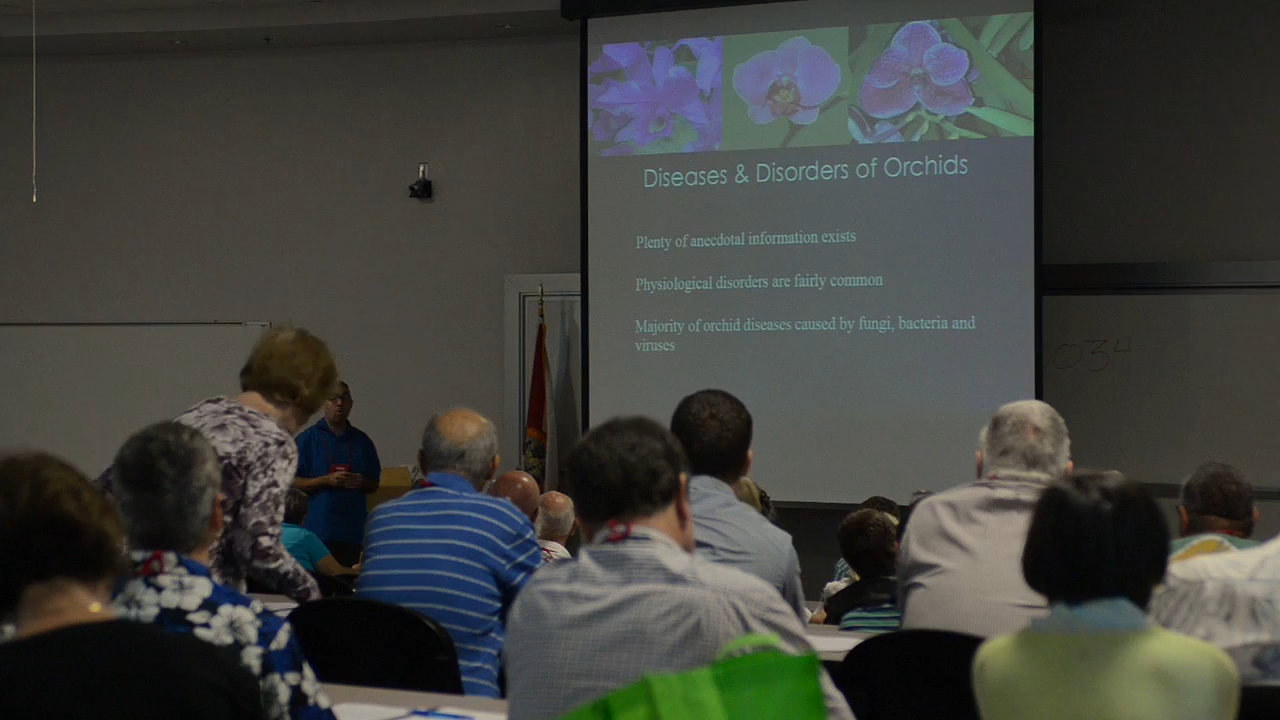 Diseases & Disorders of Orchids
Plenty of anecdotal information exists
Physiological disorders are fairly common
Majority of orchid diseases caused by fungi, bacteria and
viruses
034